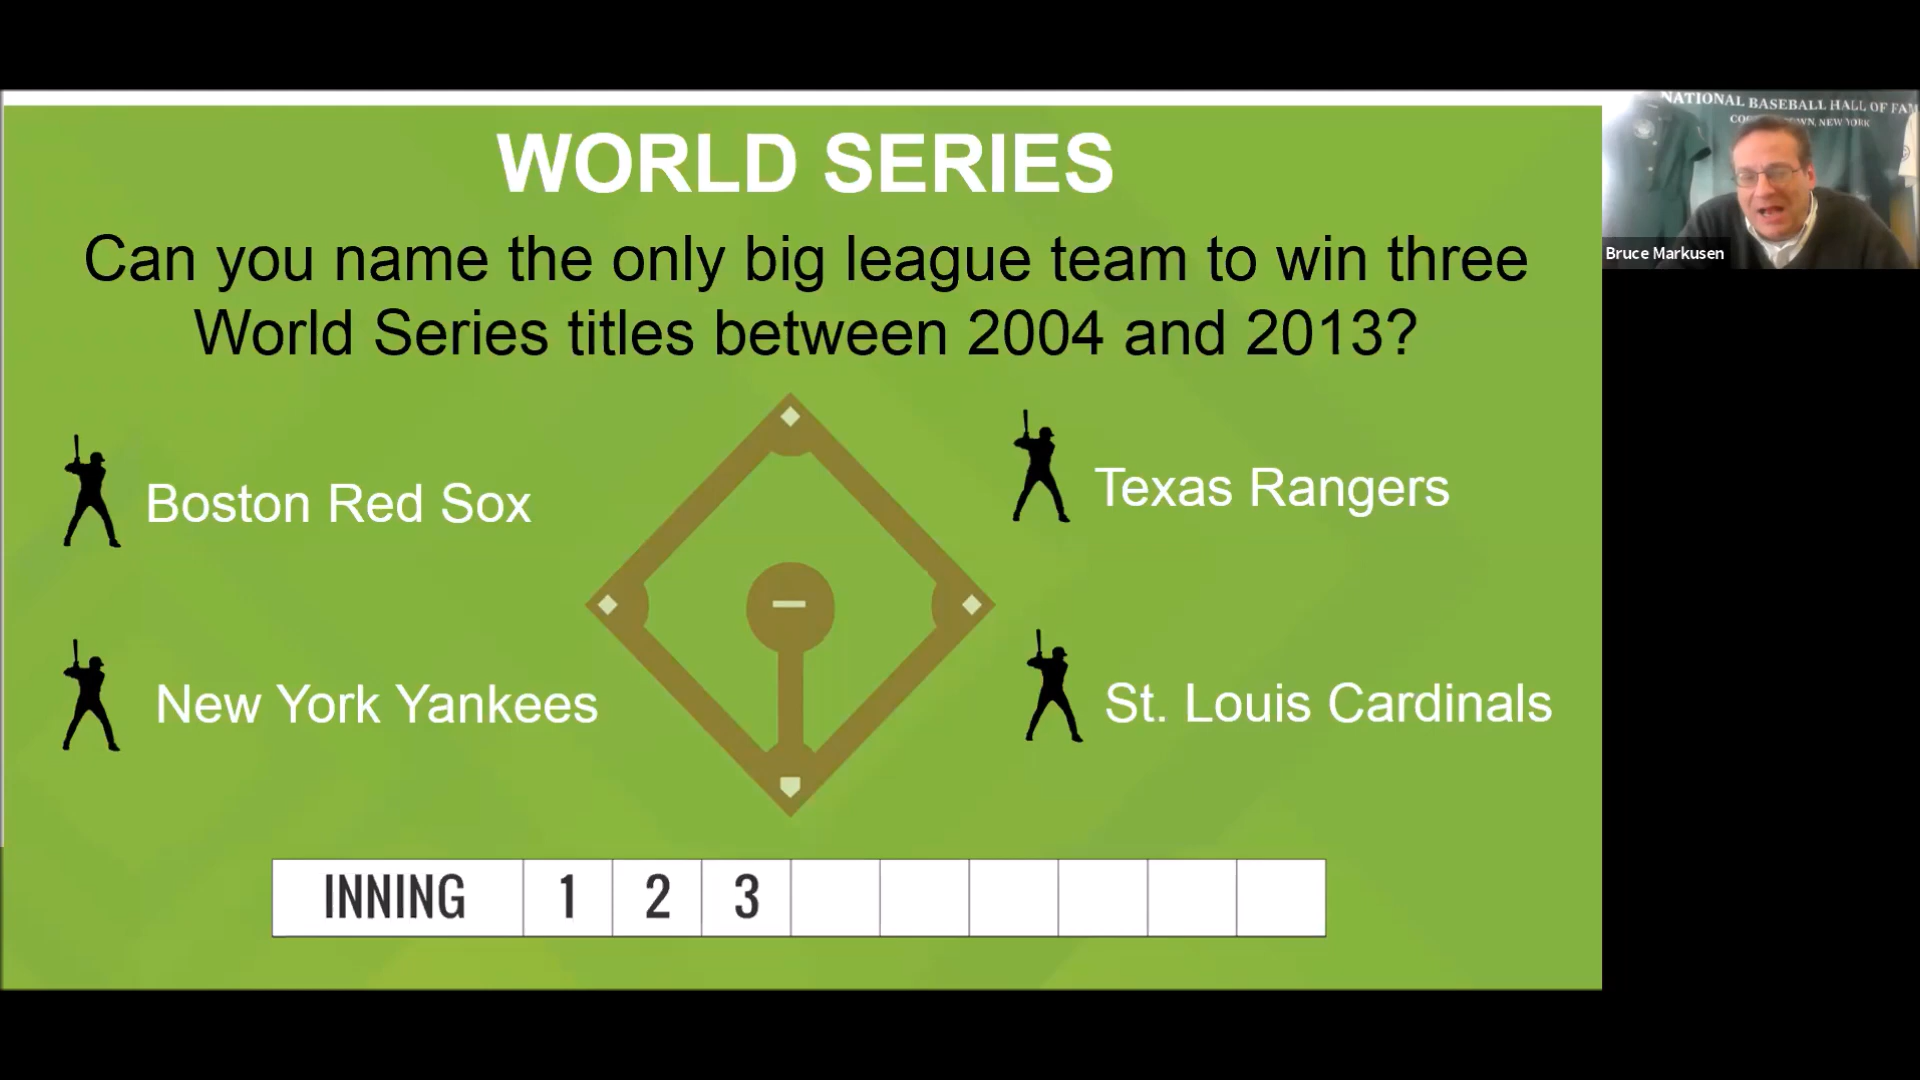 WORLD SERIES
Can you name the only big league team to win three
World Series titles between 2004 and 2013?
Boston Red Sox
Texas Rangers
New York Yankees
St. Louis Cardinals
INNING 1 2 3
NATIONAL BASEBALL HALL OF FAM
NEW YORK
Bruce Markusen